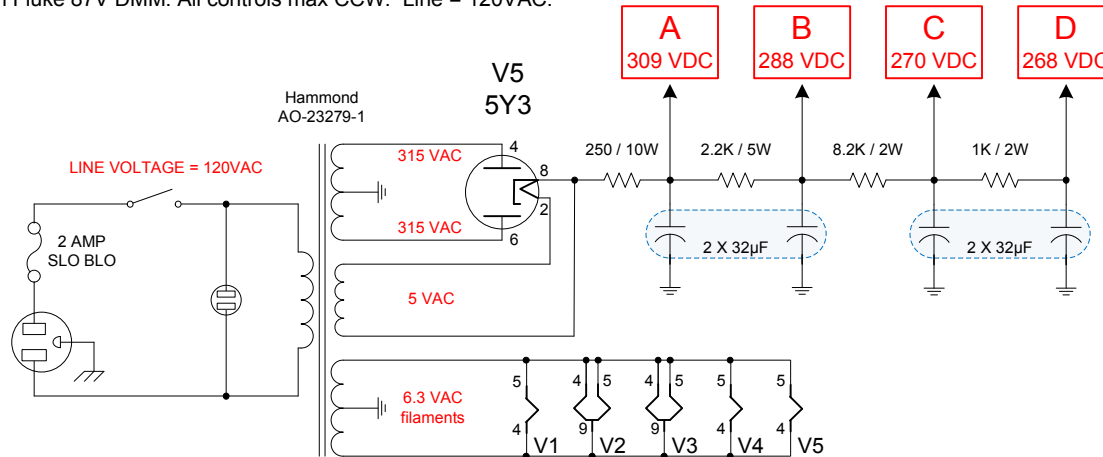 Fluke 87V DMM. All controls max CCW. Line = 120VAC.
A
309 VDC
B
288 VDC
C
270 VDC
D
268 VDC
V5
5Y3
Hammond
AO-23279-1
LINE VOLTAGE = 120VAC
315 VAC
4
8
2
315 VAC
6
250 / 10W
2.2K / 5W
8.2K / 2W
1K / 2W
2 AMP
SLO BLO
2 X 32µF
2 X 32µF
5 VAC
6.3 VAC
filaments
5
4
V1
4
5
9
V2
4
5
9
V3
5
4
V4
5
4
V5